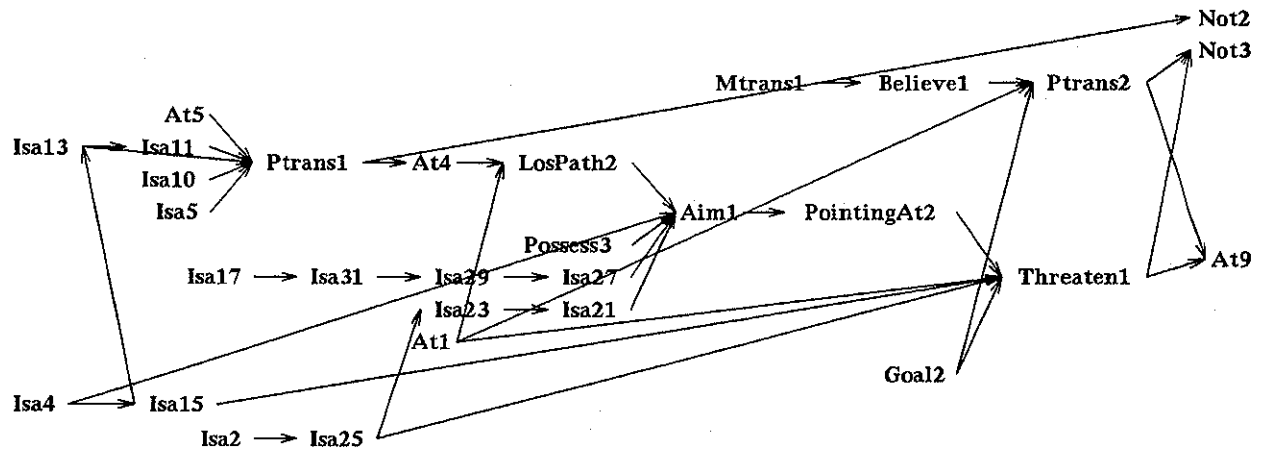 Not2
Not3
Mtrans1 Believe1 Ptrans2
At5
Isa13 Isa11 Ptrans1 At4 LosPath2
Isa10
Isa5 Aim1 PointingAt2
Possess3
At9
Isa17 Isa31 Isa29 Isa27 Threaten1
Isa23 Isa21
At1
Goal2
Isa4 Isa15
Isa2 Isa25